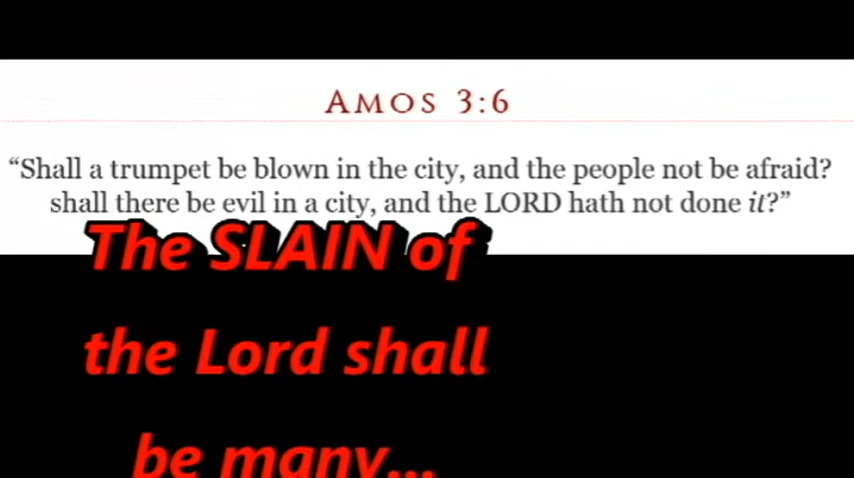 AMOS 3:6
“Shall a trumpet be blown in the city, and the people not be afraid?
shall there be evil in a city, and the LORD hath not done it?”
The SLAIN of
the Lord shall
be many...